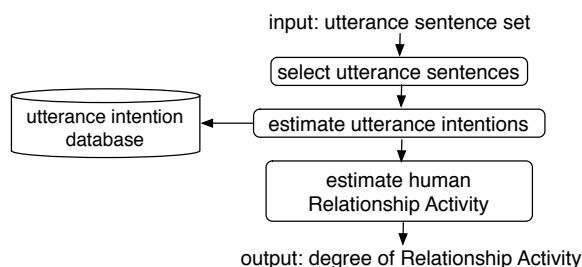 input: utterance sentence set
select utterance sentences
utterance intention
database
estimate utterance intentions
estimate human
Relationship Activity
output: degree of Relationship Activity